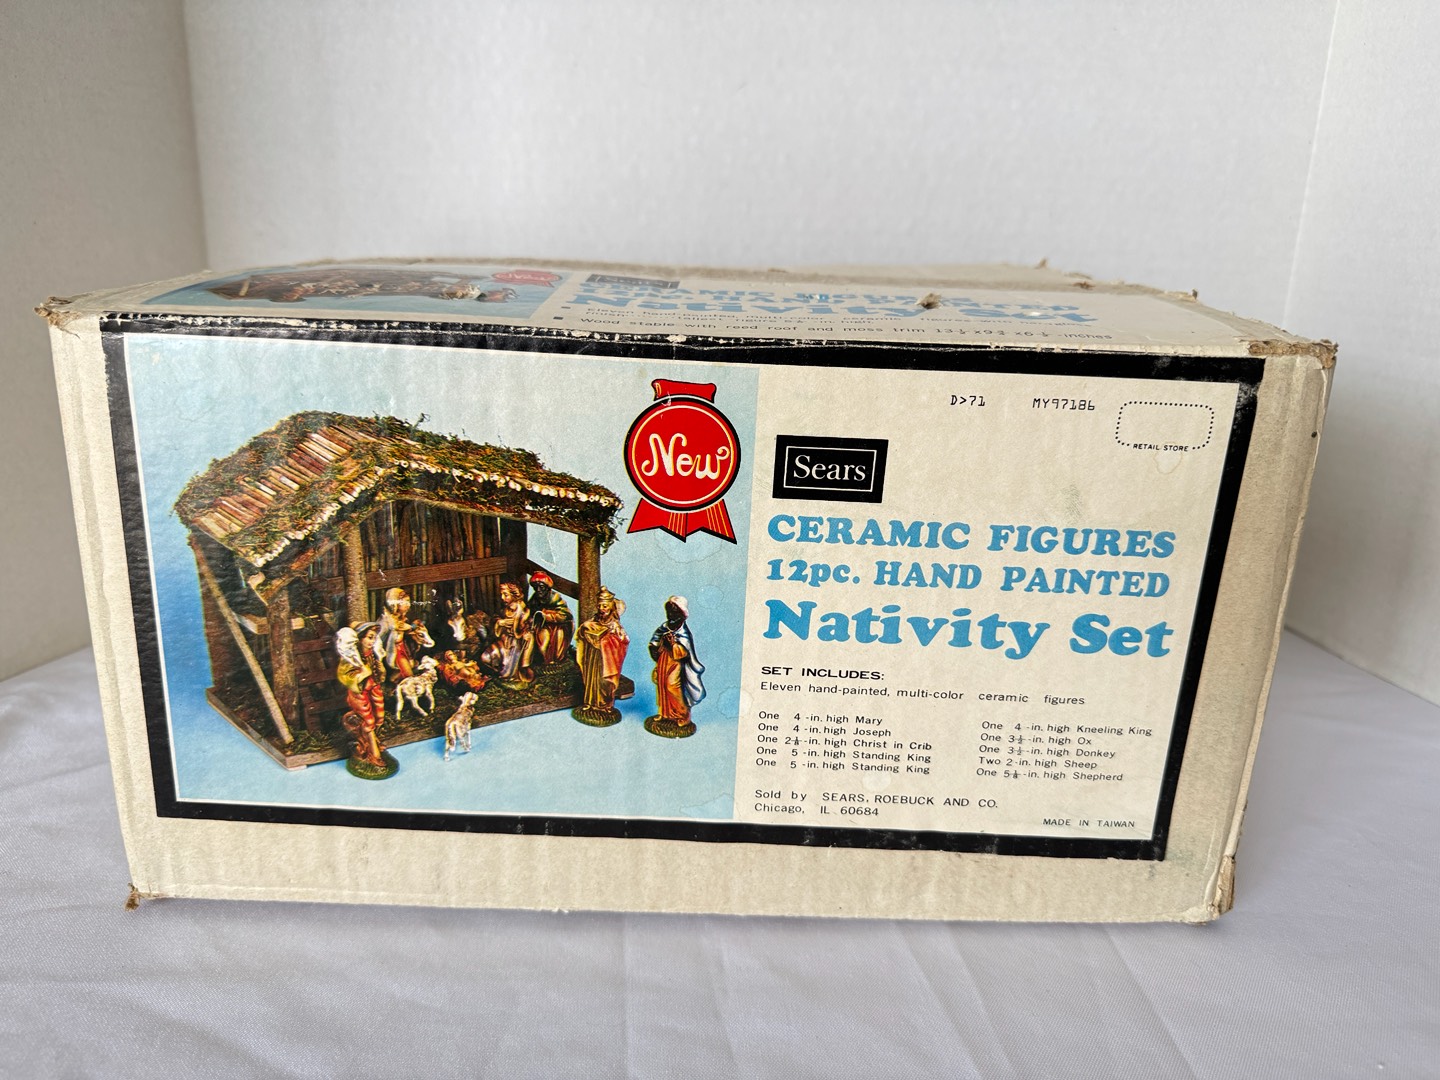 Sears
CERAMIC FIGURES
Nativity Set
Wood stable with reed roof and moss trim
inches
New
D>71 MY97186
RETAIL STORE
Sears
CERAMIC FIGURES
12pc. HAND PAINTED
Nativity Set
SET INCLUDES:
Eleven hand-painted, multi-color ceramic figures
One 4 -in. high Mary
One 4 -in. high Joseph
One 2⅛-in. high Christ in Crib
One 5 -in. high Standing King
One 5 -in. high Standing King
One 4 -in. high Kneeling King
One 3½-in. high Ox
One 3½-in. high Donkey
Two 2-in. high Sheep
One 5⅛-in. high Shepherd
Sold by SEARS, ROEBUCK AND CO.
Chicago, IL 60684
MADE IN TAIWAN